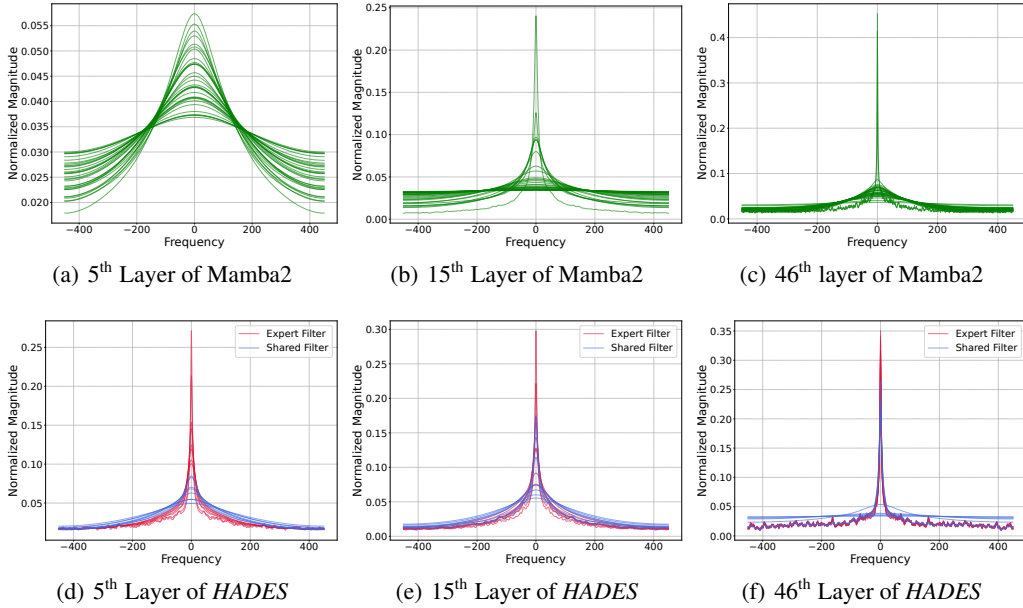 0.055
0.050
0.045
0.040
0.035
0.030
0.025
0.020
Normalized Magnitude
−400 −200 0 200 400
Frequency
(a) 5th Layer of Mamba2
0.25
0.20
0.15
0.10
0.05
0.00
Normalized Magnitude
−400 −200 0 200 400
Frequency
(b) 15th Layer of Mamba2
0.4
0.3
0.2
0.1
0.0
Normalized Magnitude
−400 −200 0 200 400
Frequency
(c) 46th layer of Mamba2
Expert Filter
Shared Filter
0.25
0.20
0.15
0.10
0.05
Normalized Magnitude
−400 −200 0 200 400
Frequency
(d) 5th Layer of HADES
Expert Filter
Shared Filter
0.30
0.25
0.20
0.15
0.10
0.05
0.00
Normalized Magnitude
−400 −200 0 200 400
Frequency
(e) 15th Layer of HADES
Expert Filter
Shared Filter
0.35
0.30
0.25
0.20
0.15
0.10
0.05
0.00
Normalized Magnitude
−400 −200 0 200 400
Frequency
(f) 46th Layer of HADES